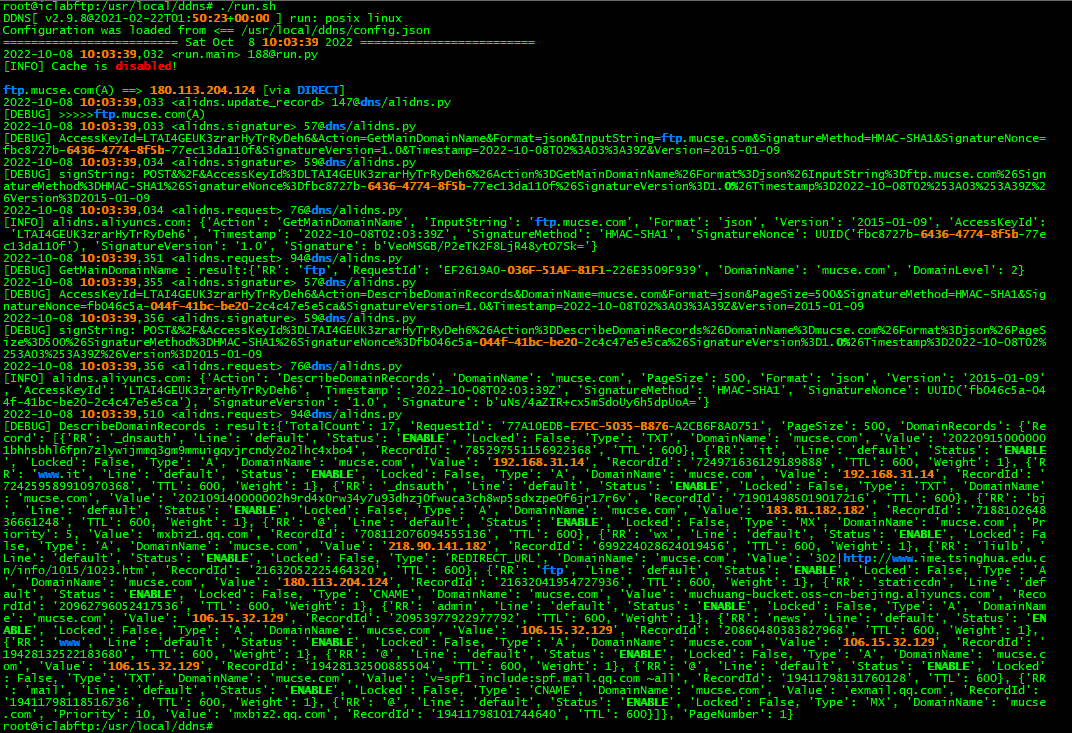 root@iclabftp:/usr/local/ddns# ./run.sh
DDNS[ v2.9.8@2021-02-22T01:50:23+00:00 ] run: posix linux
Configuration was loaded from <== /usr/local/ddns/config.json
========================= Sat Oct  8 10:03:39 2022 =========================
2022-10-08 10:03:39,032 <run.main> 188@run.py
[INFO] Cache is disabled!
ftp.mucse.com(A) ==> 180.113.204.124 [via DIRECT]
2022-10-08 10:03:39,033 <alidns.update_record> 147@dns/alidns.py
[DEBUG] >>>>>ftp.mucse.com(A)
2022-10-08 10:03:39,033 <alidns.signature> 57@dns/alidns.py
[DEBUG] AccessKeyId=LTAI4GEUK3zrarHyTrRyDeh6&Action=GetMainDomainName&Format=json&InputString=ftp.mucse.com&SignatureMethod=HMAC-SHA1&SignatureNonce=
fbc8727b-6436-4774-8f5b-77ec13da110f&SignatureVersion=1.0&Timestamp=2022-10-08T02%3A03%3A39Z&Version=2015-01-09
2022-10-08 10:03:39,034 <alidns.signature> 59@dns/alidns.py
[DEBUG] signString: POST&%2F&AccessKeyId%3DLTAI4GEUK3zrarHyTrRyDeh6%26Action%3DGetMainDomainName%26Format%3Djson%26InputString%3Dftp.mucse.com%26Sign
atureMethod%3DHMAC-SHA1%26SignatureNonce%3Dfbc8727b-6436-4774-8f5b-77ec13da110f%26SignatureVersion%3D1.0%26Timestamp%3D2022-10-08T02%253A03%253A39Z%2
6Version%3D2015-01-09
2022-10-08 10:03:39,034 <alidns.request> 76@dns/alidns.py
[INFO] alidns.aliyuncs.com: {'Action': 'GetMainDomainName', 'InputString': 'ftp.mucse.com', 'Format': 'json', 'Version': '2015-01-09', 'AccessKeyId':
 'LTAI4GEUK3zrarHyTrRyDeh6', 'Timestamp': '2022-10-08T02:03:39Z', 'SignatureMethod': 'HMAC-SHA1', 'SignatureNonce': UUID('fbc8727b-6436-4774-8f5b-77e
c13da110f'), 'SignatureVersion': '1.0', 'Signature': b'VeoMSGB/P2eTK2F8LjR48ytO7Sk='}
2022-10-08 10:03:39,351 <alidns.request> 94@dns/alidns.py
[DEBUG] GetMainDomainName : result:{'RR': 'ftp', 'RequestId': 'EF2619A0-036F-51AF-81F1-226E3509F939', 'DomainName': 'mucse.com', 'DomainLevel': 2}
2022-10-08 10:03:39,355 <alidns.signature> 57@dns/alidns.py
[DEBUG] AccessKeyId=LTAI4GEUK3zrarHyTrRyDeh6&Action=DescribeDomainRecords&DomainName=mucse.com&Format=json&PageSize=500&SignatureMethod=HMAC-SHA1&Sig
natureNonce=fb046c5a-044f-41bc-be20-2c4c47e5e5ca&SignatureVersion=1.0&Timestamp=2022-10-08T02%3A03%3A39Z&Version=2015-01-09
2022-10-08 10:03:39,356 <alidns.signature> 59@dns/alidns.py
[DEBUG] signString: POST&%2F&AccessKeyId%3DLTAI4GEUK3zrarHyTrRyDeh6%26Action%3DDescribeDomainRecords%26DomainName%3Dmucse.com%26Format%3Djson%26PageS
ize%3D500%26SignatureMethod%3DHMAC-SHA1%26SignatureNonce%3Dfb046c5a-044f-41bc-be20-2c4c47e5e5ca%26SignatureVersion%3D1.0%26Timestamp%3D2022-10-08T02%
253A03%253A39Z%26Version%3D2015-01-09
2022-10-08 10:03:39,356 <alidns.request> 76@dns/alidns.py
[INFO] alidns.aliyuncs.com: {'Action': 'DescribeDomainRecords', 'DomainName': 'mucse.com', 'PageSize': 500, 'Format': 'json', 'Version': '2015-01-09'
, 'AccessKeyId': 'LTAI4GEUK3zrarHyTrRyDeh6', 'Timestamp': '2022-10-08T02:03:39Z', 'SignatureMethod': 'HMAC-SHA1', 'SignatureNonce': UUID('fb046c5a-04
4f-41bc-be20-2c4c47e5e5ca'), 'SignatureVersion': '1.0', 'Signature': b'uNs/4aZIR+cx5mSdoUy6h5dpUoA='}
2022-10-08 10:03:39,510 <alidns.request> 94@dns/alidns.py
[DEBUG] DescribeDomainRecords : result:{'TotalCount': 17, 'RequestId': '77A10EDB-E7EC-5035-B876-A2CB6F8A0751', 'PageSize': 500, 'DomainRecords': {'Re
cord': [{'RR': '_dnsauth', 'Line': 'default', 'Status': 'ENABLE', 'Locked': False, 'Type': 'TXT', 'DomainName': 'mucse.com', 'Value': '20220915000000
1bhhsbhl6fpn7zlywijmmq3gm9mnuigqyjrcndy2o2lhc4xbo4', 'RecordId': '785297551156922368', 'TTL': 600}, {'RR': 'it', 'Line': 'default', 'Status': 'ENABLE
', 'Locked': False, 'Type': 'A', 'DomainName': 'mucse.com', 'Value': '192.168.31.14', 'RecordId': '724971636129189888', 'TTL': 600, 'Weight': 1}, {'R
R': 'www.it', 'Line': 'default', 'Status': 'ENABLE', 'Locked': False, 'Type': 'A', 'DomainName': 'mucse.com', 'Value': '192.168.31.14', 'RecordId': '
724259589910970368', 'TTL': 600, 'Weight': 1}, {'RR': '_dnsauth', 'Line': 'default', 'Status': 'ENABLE', 'Locked': False, 'Type': 'TXT', 'DomainName'
: 'mucse.com', 'Value': '202109140000002h9rd4x0rw34y7u93dhzj0fwuca3ch8wp5sdxzpe0f6jr17r6v', 'RecordId': '719014985019017216', 'TTL': 600}, {'RR': 'bj
', 'Line': 'default', 'Status': 'ENABLE', 'Locked': False, 'Type': 'A', 'DomainName': 'mucse.com', 'Value': '183.81.182.182', 'RecordId': '7188102648
36661248', 'TTL': 600, 'Weight': 1}, {'RR': '@', 'Line': 'default', 'Status': 'ENABLE', 'Locked': False, 'Type': 'MX', 'DomainName': 'mucse.com', 'Pr
iority': 5, 'Value': 'mxbiz1.qq.com', 'RecordId': '708112076094555136', 'TTL': 600}, {'RR': 'wx', 'Line': 'default', 'Status': 'ENABLE', 'Locked': Fa
lse, 'Type': 'A', 'DomainName': 'mucse.com', 'Value': '218.90.141.182', 'RecordId': '699224028624019456', 'TTL': 600, 'Weight': 1}, {'RR': 'liulb', '
Line': 'default', 'Status': 'ENABLE', 'Locked': False, 'Type': 'REDIRECT_URL', 'DomainName': 'mucse.com', 'Value': '302|http://www.ime.tsinghua.edu.c
n/info/1015/1023.htm', 'RecordId': '21632052225464320', 'TTL': 600}, {'RR': 'ftp', 'Line': 'default', 'Status': 'ENABLE', 'Locked': False, 'Type': 'A
', 'DomainName': 'mucse.com', 'Value': '180.113.204.124', 'RecordId': '21632041954727936', 'TTL': 600, 'Weight': 1}, {'RR': 'staticcdn', 'Line': 'def
ault', 'Status': 'ENABLE', 'Locked': False, 'Type': 'CNAME', 'DomainName': 'mucse.com', 'Value': 'muchuang-bucket.oss-cn-beijing.aliyuncs.com', 'Reco
rdId': '20962796052417536', 'TTL': 600, 'Weight': 1}, {'RR': 'admin', 'Line': 'default', 'Status': 'ENABLE', 'Locked': False, 'Type': 'A', 'DomainNam
e': 'mucse.com', 'Value': '106.15.32.129', 'RecordId': '20953977922977792', 'TTL': 600, 'Weight': 1}, {'RR': 'news', 'Line': 'default', 'Status': 'EN
ABLE', 'Locked': False, 'Type': 'A', 'DomainName': 'mucse.com', 'Value': '106.15.32.129', 'RecordId': '20860480383827968', 'TTL': 600, 'Weight': 1},
{'RR': 'www', 'Line': 'default', 'Status': 'ENABLE', 'Locked': False, 'Type': 'A', 'DomainName': 'mucse.com', 'Value': '106.15.32.129', 'RecordId': '
19428132522183680', 'TTL': 600, 'Weight': 1}, {'RR': '@', 'Line': 'default', 'Status': 'ENABLE', 'Locked': False, 'Type': 'A', 'DomainName': 'mucse.c
om', 'Value': '106.15.32.129', 'RecordId': '19428132500885504', 'TTL': 600, 'Weight': 1}, {'RR': '@', 'Line': 'default', 'Status': 'ENABLE', 'Locked'
: False, 'Type': 'TXT', 'DomainName': 'mucse.com', 'Value': 'v=spf1 include:spf.mail.qq.com ~all', 'RecordId': '19411798131760128', 'TTL': 600}, {'RR
': 'mail', 'Line': 'default', 'Status': 'ENABLE', 'Locked': False, 'Type': 'CNAME', 'DomainName': 'mucse.com', 'Value': 'exmail.qq.com', 'RecordId':
'19411798118516736', 'TTL': 600, 'Weight': 1}, {'RR': '@', 'Line': 'default', 'Status': 'ENABLE', 'Locked': False, 'Type': 'MX', 'DomainName': 'mucse
.com', 'Priority': 10, 'Value': 'mxbiz2.qq.com', 'RecordId': '19411798101744640', 'TTL': 600}]}, 'PageNumber': 1}
root@iclabftp:/usr/local/ddns#